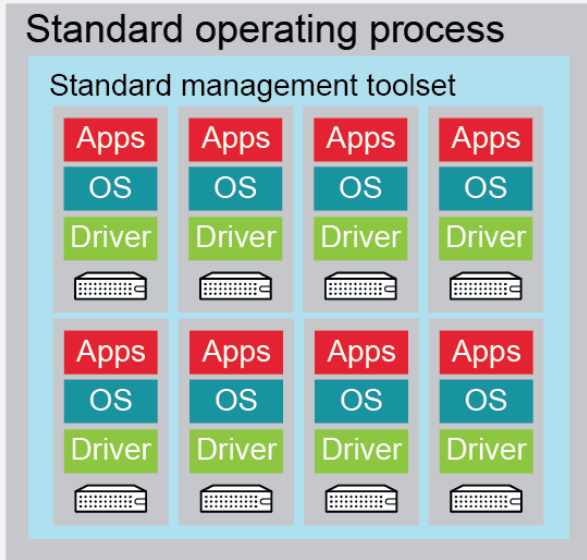 Standard operating process
Standard management toolset
Apps Apps Apps Apps
OS OS OS OS
Driver Driver Driver Driver
Apps Apps Apps Apps
OS OS OS OS
Driver Driver Driver Driver